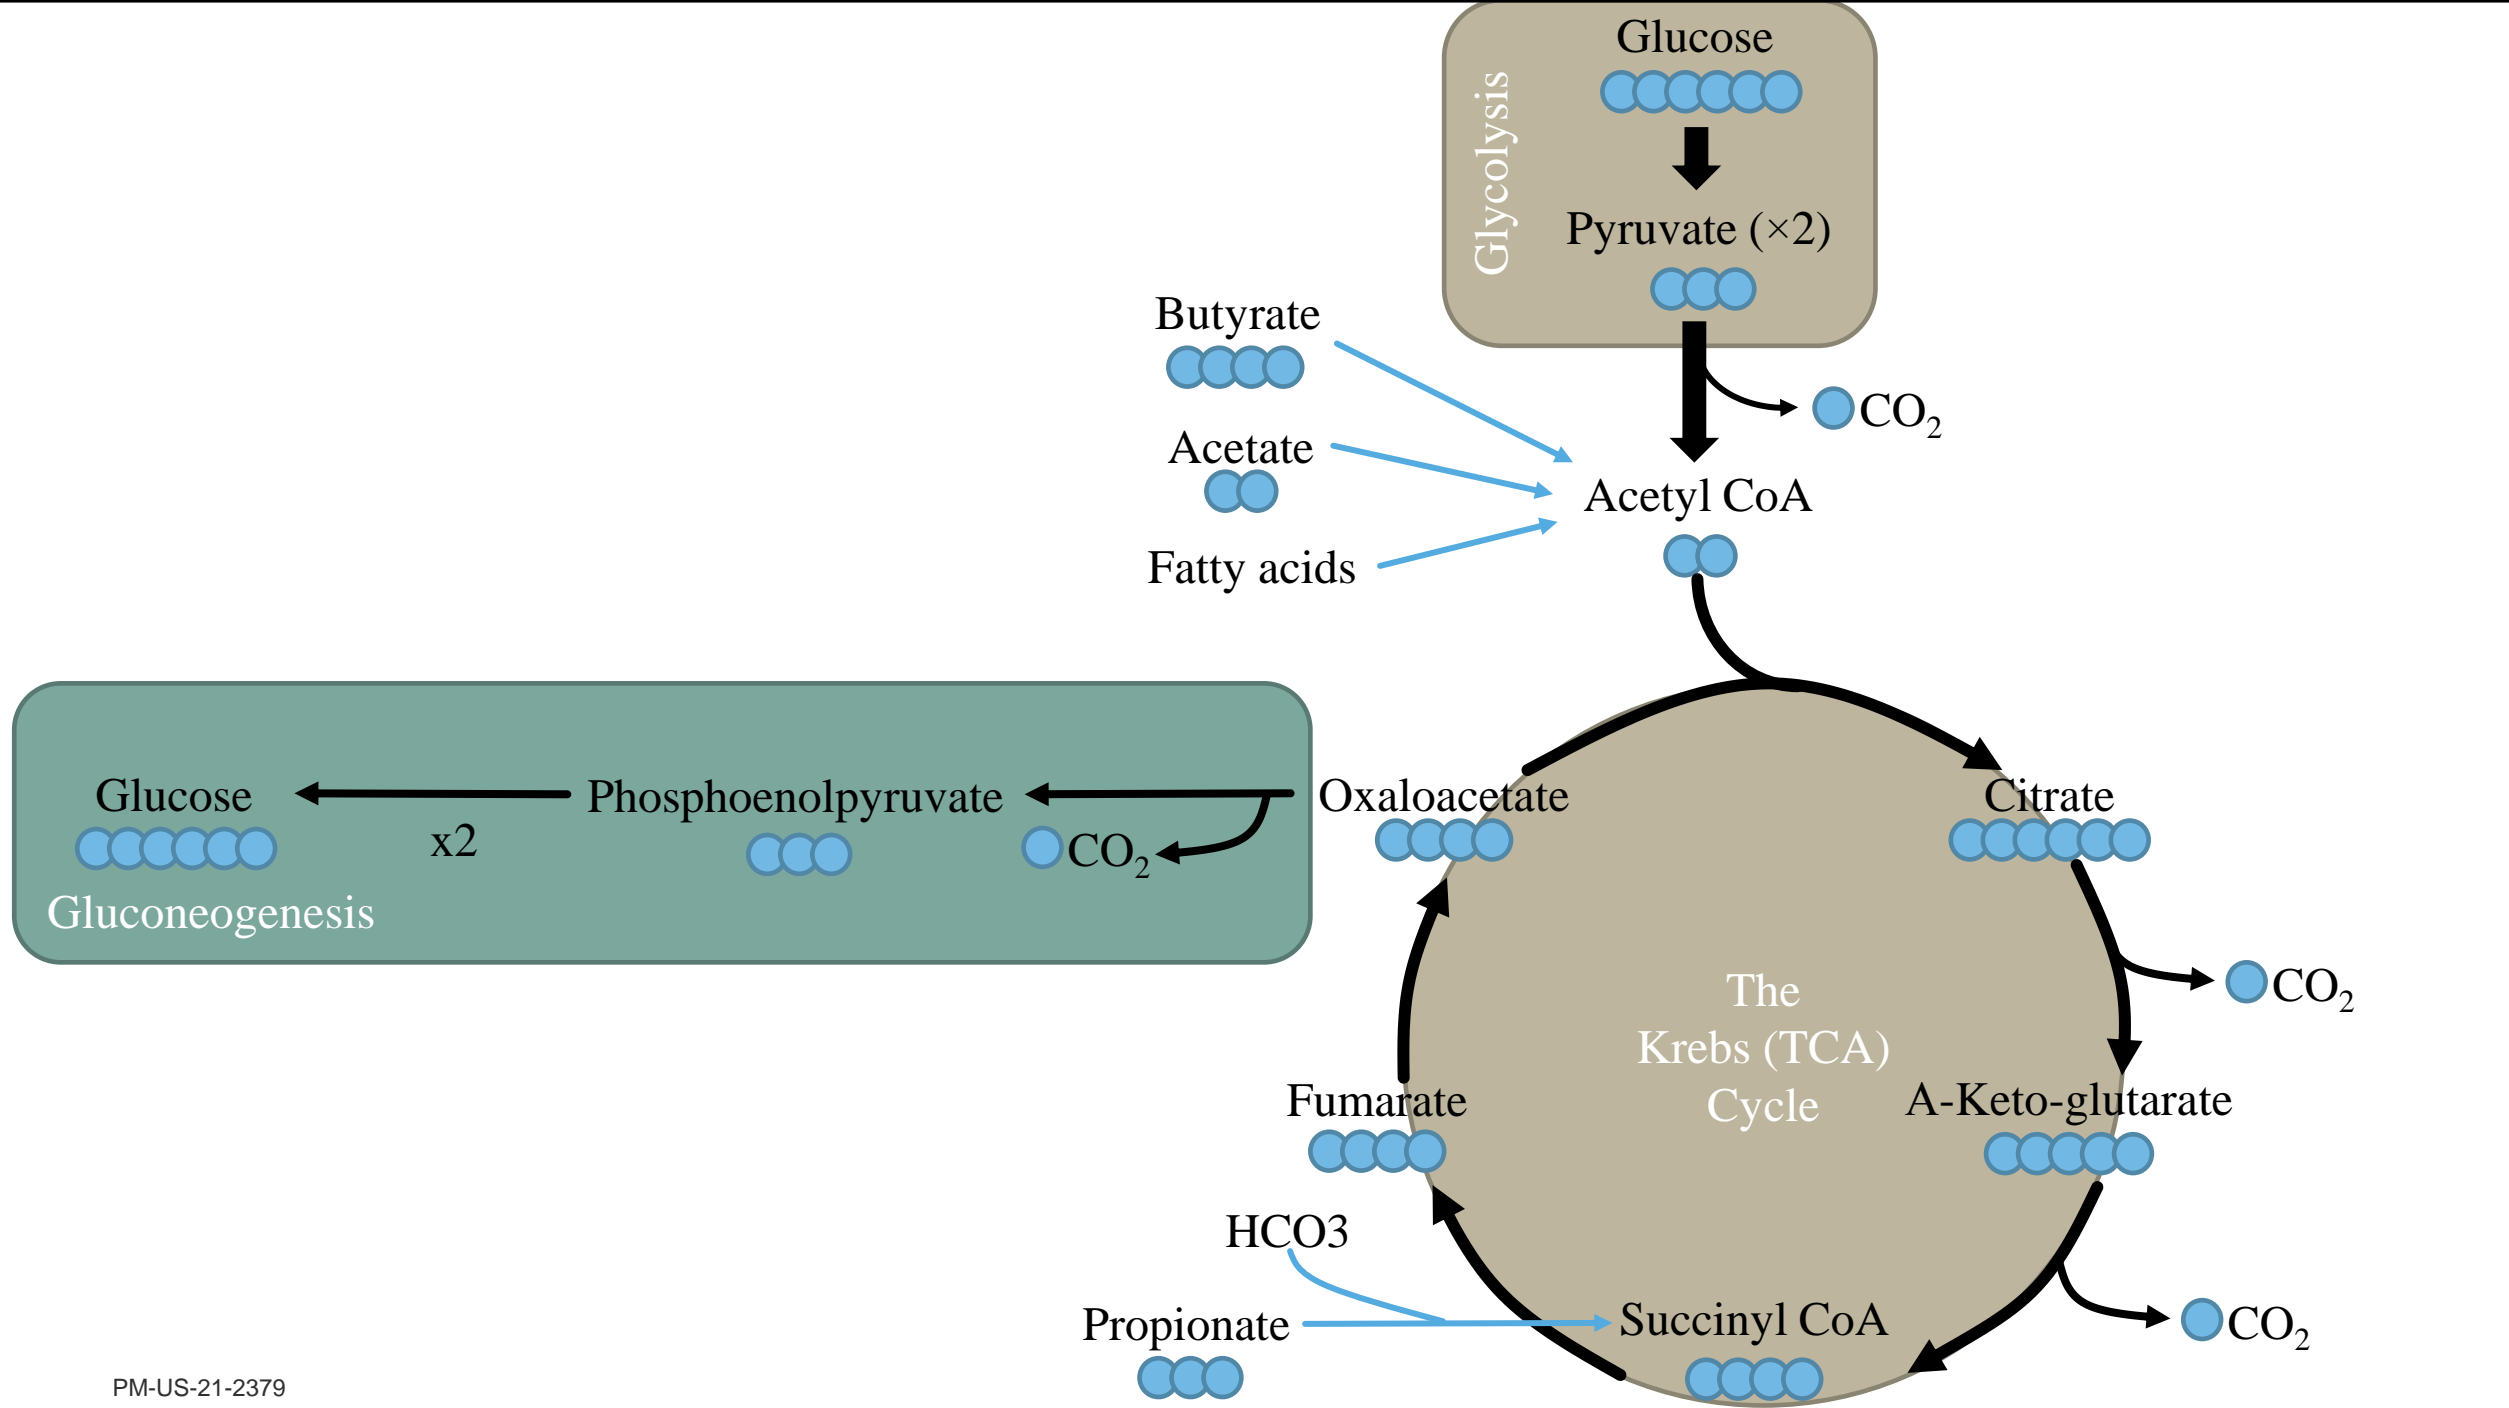 Glucose
Glycolysis
Pyruvate (×2)
Butyrate
CO2
Acetate
Acetyl CoA
Fatty acids
Glucose
x2
Phosphoenolpyruvate
CO2
Gluconeogenesis
Oxaloacetate
Citrate
CO2
The
Krebs (TCA)
Cycle
Fumarate
A-Keto-glutarate
HCO3
Propionate
Succinyl CoA
CO2
PM-US-21-2379